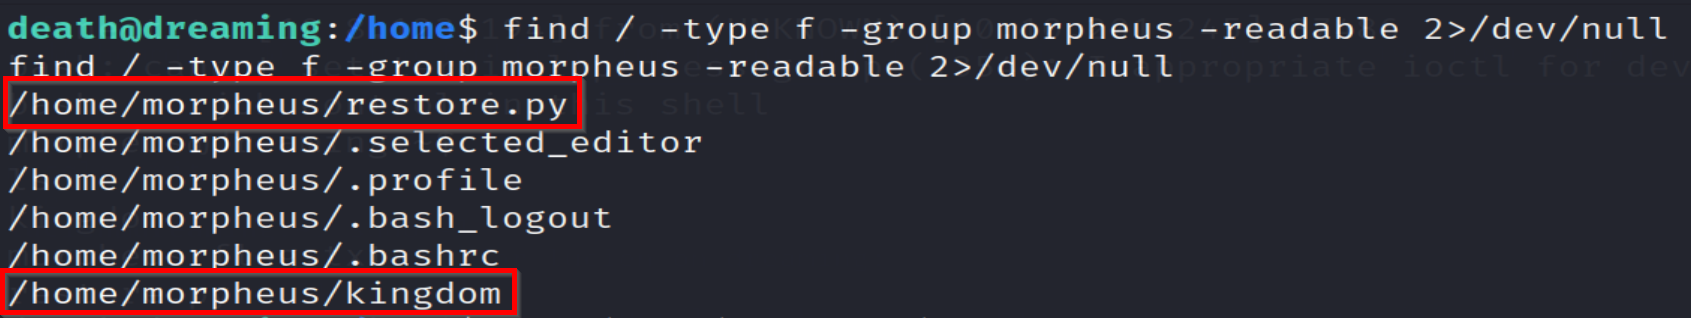 death@dreaming:/home$ find / -type f -group morpheus -readable 2>/dev/null
find / -type f -group morpheus -readable 2>/dev/null
/home/morpheus/restore.py
/home/morpheus/.selected_editor
/home/morpheus/.profile
/home/morpheus/.bash_logout
/home/morpheus/.bashrc
/home/morpheus/kingdom